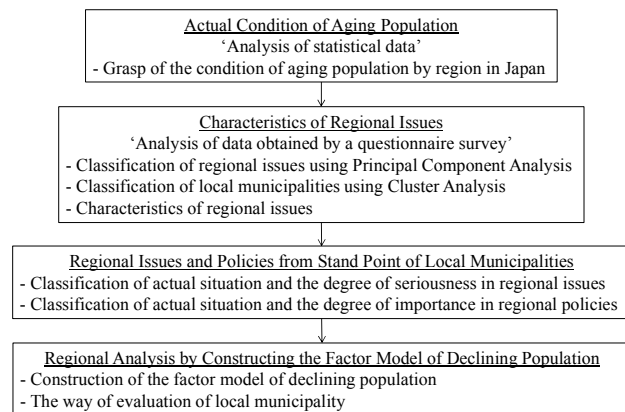 Actual Condition of Aging Population
‘Analysis of statistical data’
- Grasp of the condition of aging population by region in Japan
Characteristics of Regional Issues
‘Analysis of data obtained by a questionnaire survey’
- Classification of regional issues using Principal Component Analysis
- Classification of local municipalities using Cluster Analysis
- Characteristics of regional issues
Regional Issues and Policies from Stand Point of Local Municipalities
- Classification of actual situation and the degree of seriousness in regional issues
- Classification of actual situation and the degree of importance in regional policies
Regional Analysis by Constructing the Factor Model of Declining Population
- Construction of the factor model of declining population
- The way of evaluation of local municipality